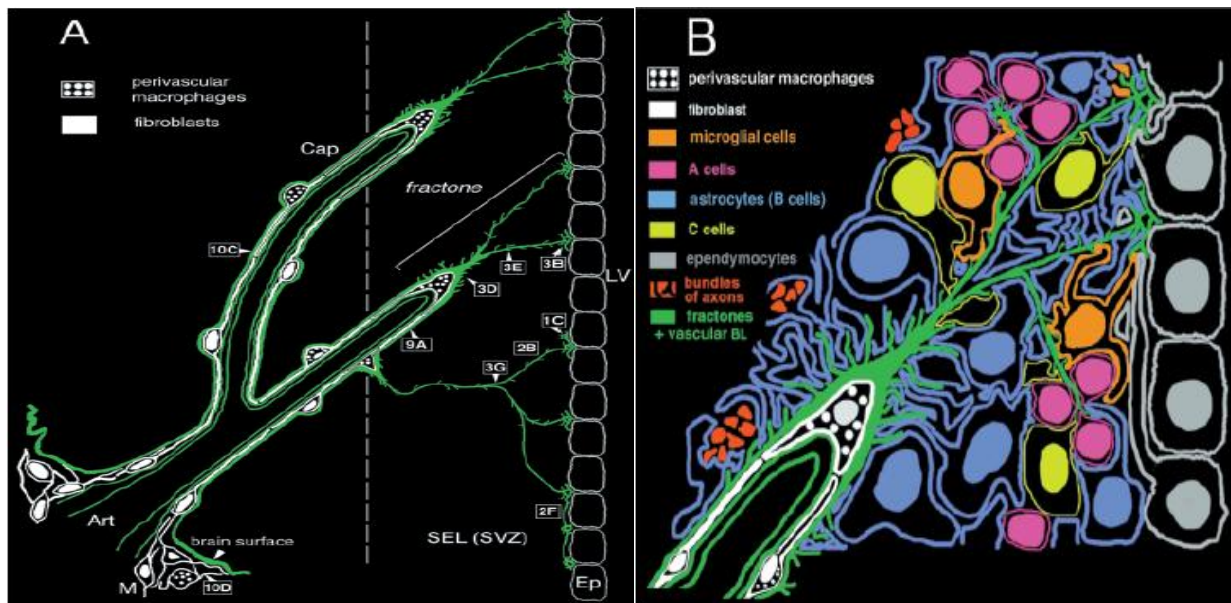 A
perivascular
macrophages
fibroblasts
Cap
fractone
10C
3E
3B
LV
3D
1C
9A
2B
3G
Art
2F
brain surface
SEL (SVZ)
M
10D
Ep
B
perivascular macrophages
fibroblast
microglial cells
A cells
astrocytes (B cells)
C cells
ependymocytes
bundles
of axons
fractones
+ vascular BL